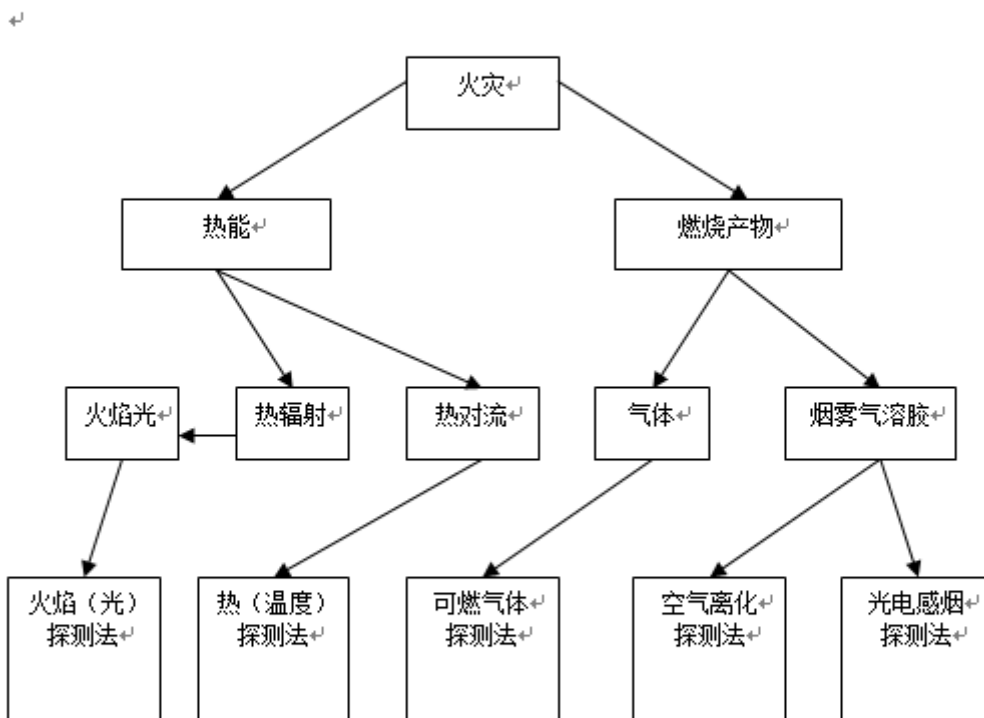 火灾
热能
燃烧产物
火焰光
热辐射
热对流
气体
烟雾气溶胶
火焰（光）
探测法
热（温度）
探测法
可燃气体
探测法
空气离化
探测法
光电感烟
探测法